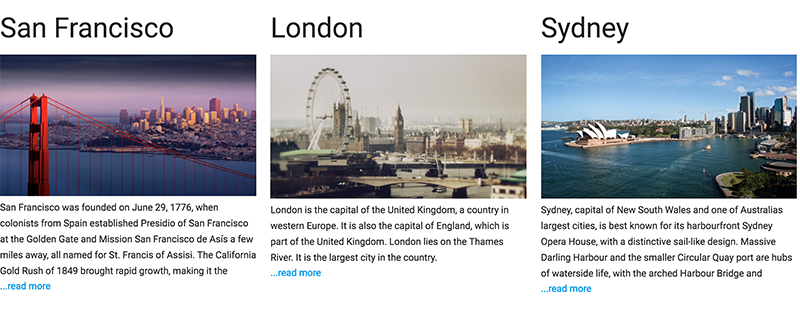 San Francisco
San Francisco was founded on June 29, 1776, when
colonists from Spain established Presidio of San Francisco
at the Golden Gate and Mission San Francisco de Asís a few
miles away, all named for St. Francis of Assisi. The California
Gold Rush of 1849 brought rapid growth, making it the
...read more
London
London is the capital of the United Kingdom, a country in
western Europe. It is also the capital of England, which is
part of the United Kingdom. London lies on the Thames
River. It is the largest city in the country.
...read more
Sydney
Sydney, capital of New South Wales and one of Australias
largest cities, is best known for its harbourfront Sydney
Opera House, with a distinctive sail-like design. Massive
Darling Harbour and the smaller Circular Quay port are hubs
of waterside life, with the arched Harbour Bridge and
...read more